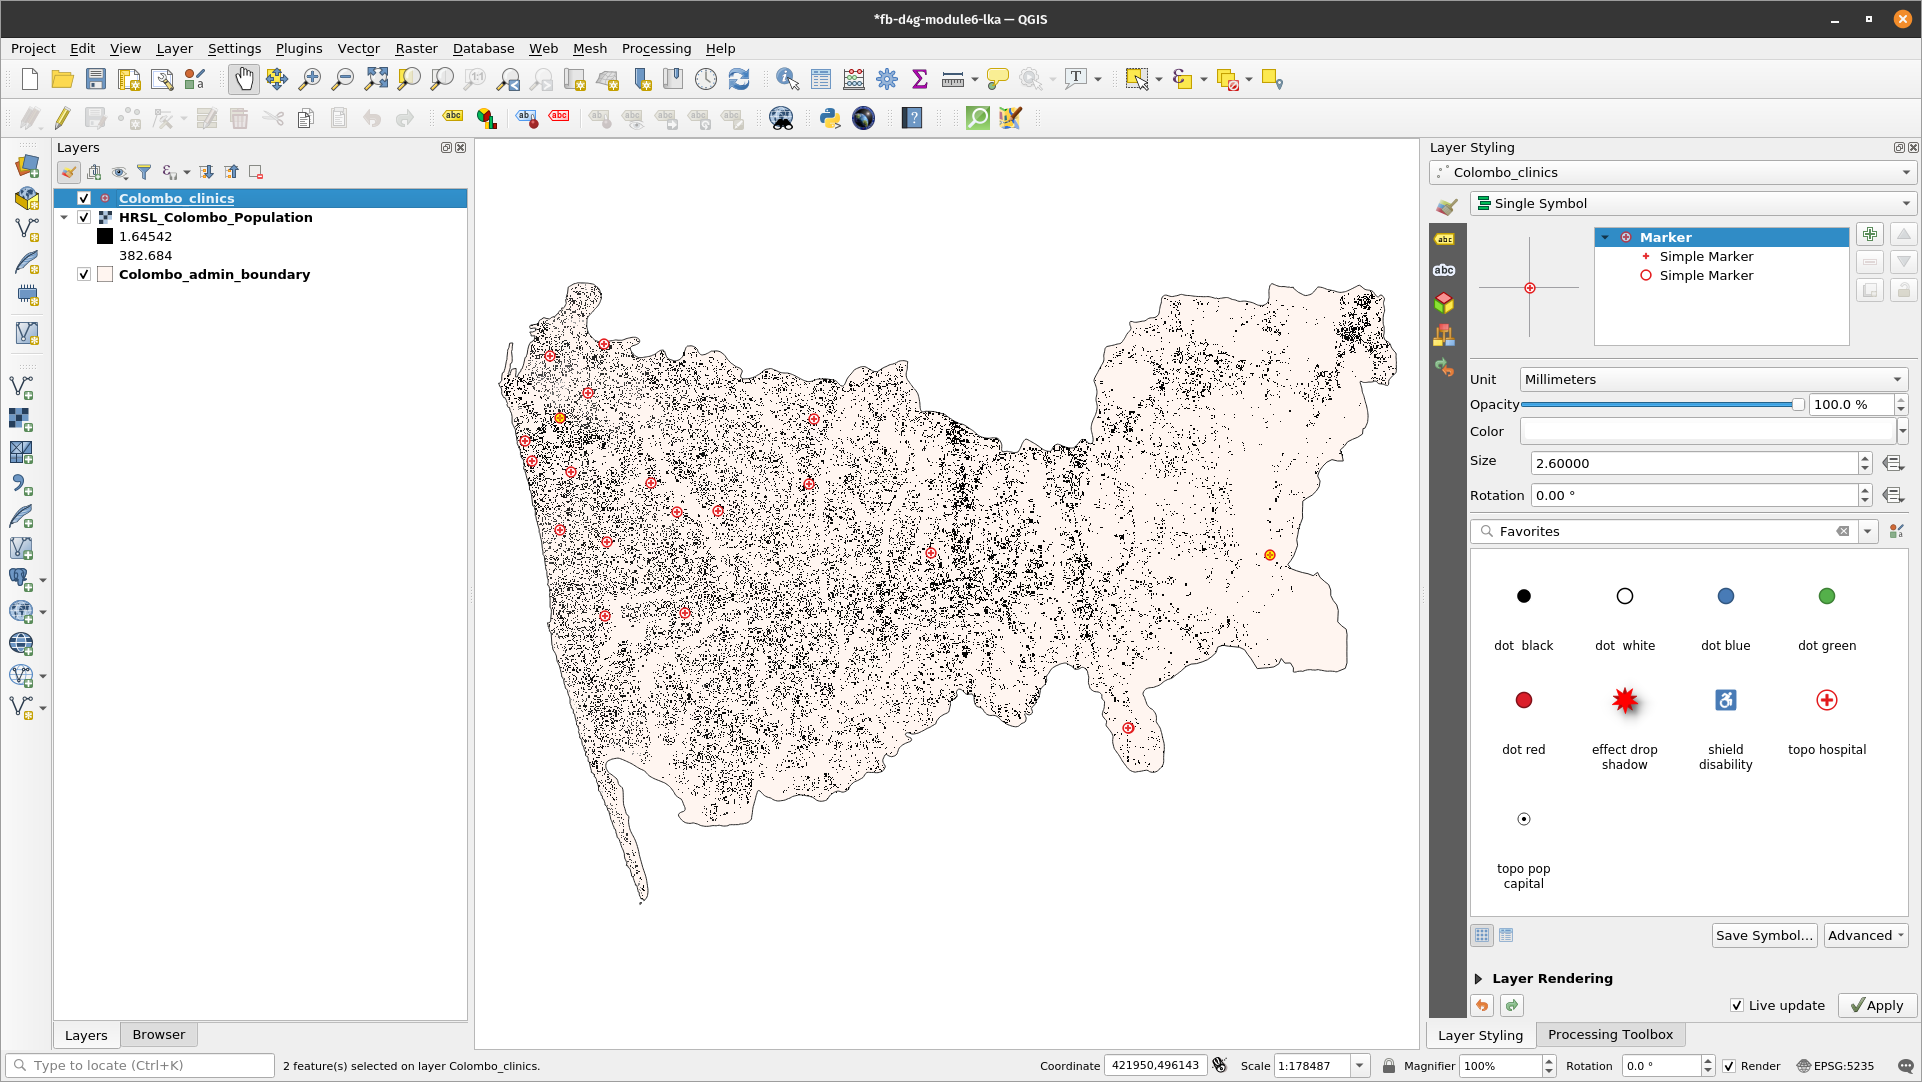 *fb-d4g-module6-lka — QGIS
Project Edit View Layer Settings Plugins Vector Raster Database Web Mesh Processing Help
Layers
Colombo_clinics
HRSL_Colombo_Population
1.64542
382.684
Colombo_admin_boundary
Layers Browser
Layer Styling
Colombo_clinics
Single Symbol
Marker
Simple Marker
Simple Marker
Unit Millimeters
Opacity 100.0 %
Color
Size 2.60000
Rotation 0.00 °
Favorites
dot black
dot white
dot blue
dot green
dot red
effect drop
shadow
shield
disability
topo hospital
topo pop
capital
Save Symbol... Advanced
Layer Rendering
Live update Apply
Layer Styling Processing Toolbox
Type to locate (Ctrl+K) 2 feature(s) selected on layer Colombo_clinics. Coordinate 421950,496143 Scale 1:178487 Magnifier 100% Rotation 0.0 ° Render EPSG:5235